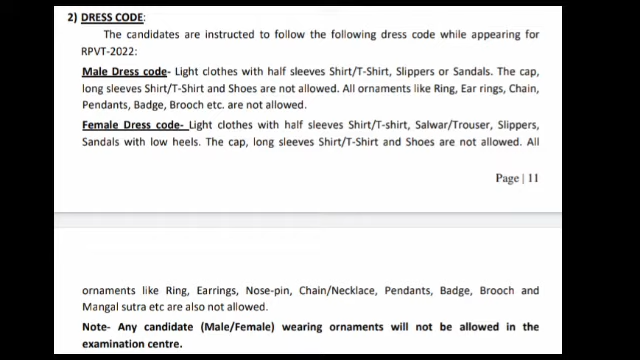 2) DRESS CODE:
The candidates are instructed to follow the following dress code while appearing for
RPVT-2022:
Male Dress code- Light clothes with half sleeves Shirt/T-Shirt, Slippers or Sandals. The cap,
long sleeves Shirt/T-Shirt and Shoes are not allowed. All ornaments like Ring, Ear rings, Chain,
Pendants, Badge, Brooch etc. are not allowed.
Female Dress code- Light clothes with half sleeves Shirt/T-shirt, Salwar/Trouser, Slippers,
Sandals with low heels. The cap, long sleeves Shirt/T-Shirt and Shoes are not allowed. All
Page | 11
ornaments like Ring, Earrings, Nose-pin, Chain/Necklace, Pendants, Badge, Brooch and
Mangal sutra etc are also not allowed.
Note- Any candidate (Male/Female) wearing ornaments will not be allowed in the
examination centre.